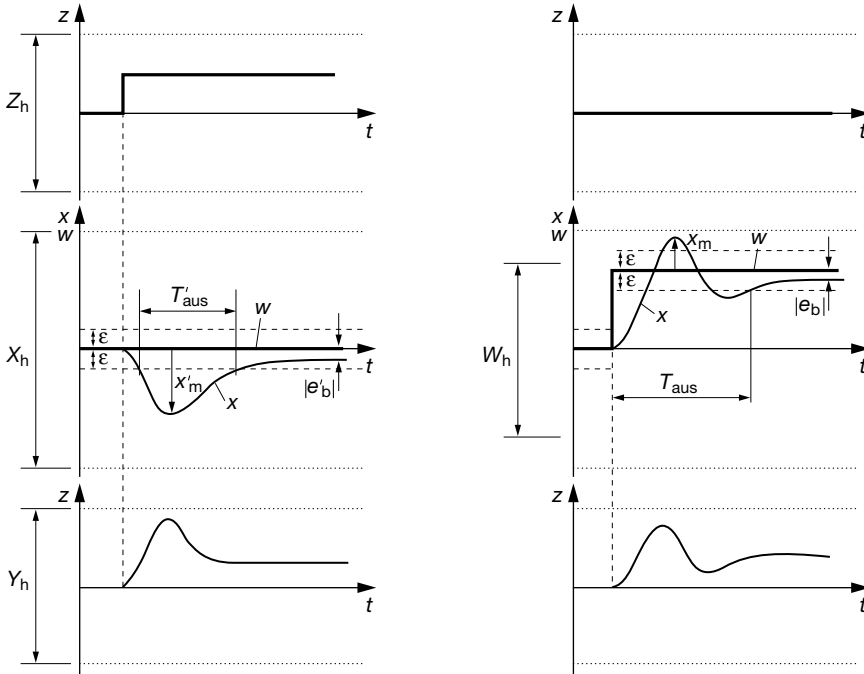 z
z
Z_h
t
t
x
w
x
w
x_m
w
ε
ε
T'_aus
w
ε
ε
|e_b|
x
X_h
W_h
t
t
x'_m
x
|e'_b|
T_aus
z
z
Y_h
t
t